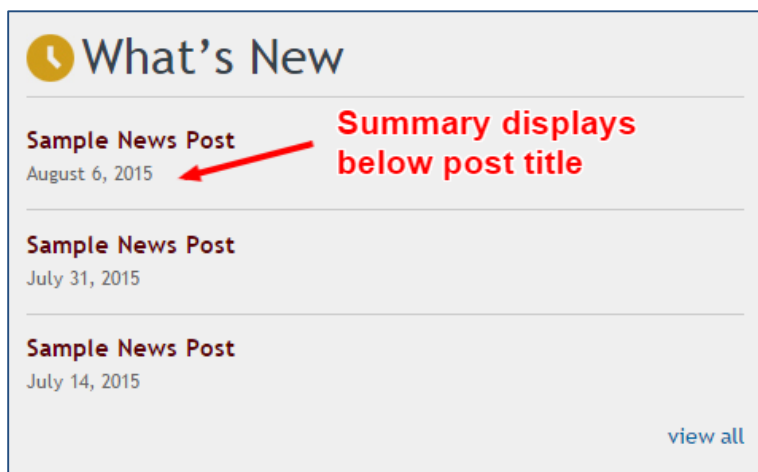 What's New
Sample News Post
August 6, 2015
Summary displays
below post title
Sample News Post
July 31, 2015
Sample News Post
July 14, 2015
view all